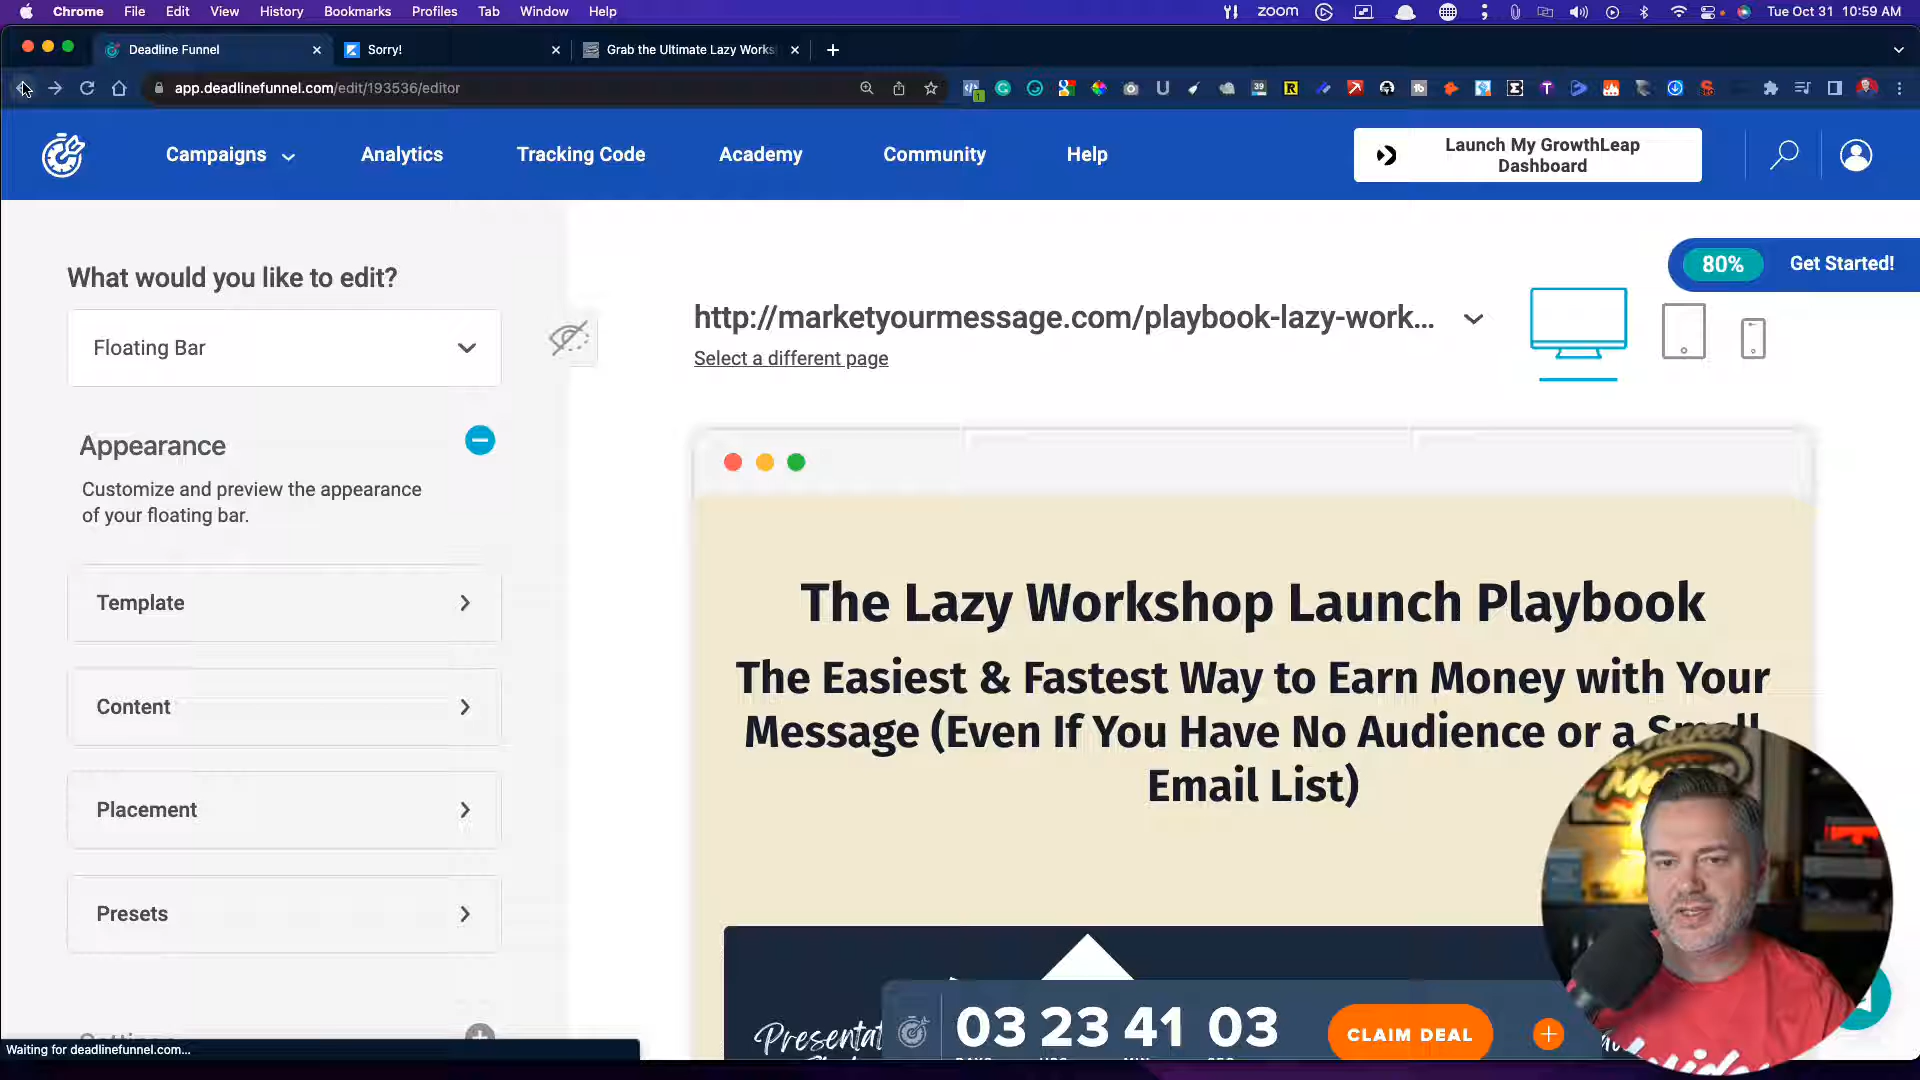 Chrome File Edit View History Bookmarks Profiles Tab Window Help zoom Tue Oct 31 10:59 AM
Deadline Funnel Sorry! Grab the Ultimate Lazy Works
app.deadlinefunnel.com/edit/193536/editor
Campaigns Analytics Tracking Code Academy Community Help Launch My GrowthLeap
Dashboard
80% Get Started!
What would you like to edit?
Floating Bar
http://marketyourmessage.com/playbook-lazy-work...
Select a different page
Appearance
Customize and preview the appearance
of your floating bar.
Template
Content
Placement
Presets
The Lazy Workshop Launch Playbook
The Easiest & Fastest Way to Earn Money with Your
Message (Even If You Have No Audience or a Small
Email List)
03 23 41 03 CLAIM DEAL +
Waiting for deadlinefunnel.com...